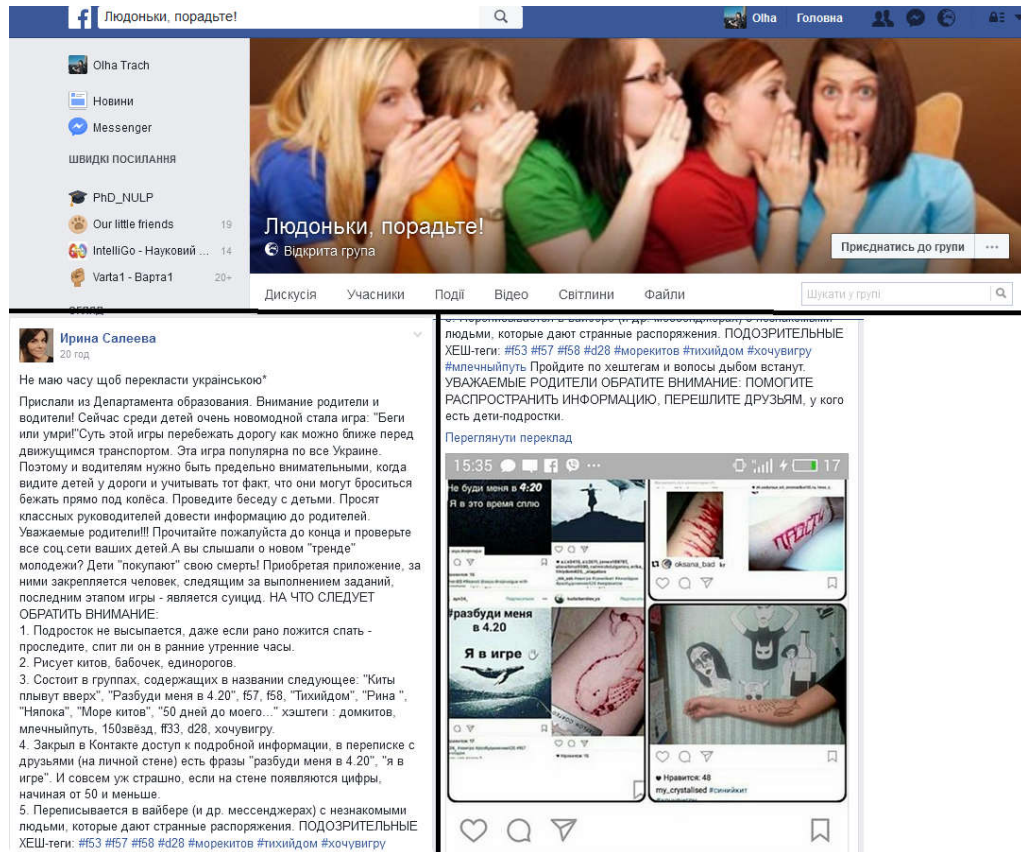 Людоньки, порадьте!
Olha
Головна
Olha Trach
Новини
Messenger
ШВИДКІ ПОСИЛАННЯ
PhD_NULP
Our little friends 19
IntelliGo - Науковий ... 14
Varta1 - Варта1 20+
ОГЛЯД
Людоньки, порадьте!
Відкрита група
Приєднатись до групи
Дискусія Учасники Події Відео Світлини Файли
Шукати у групі
Ирина Салеева
20 год
Не маю часу щоб перекласти українською*
Прислали из Департамента образования. Внимание родители и
водители! Сейчас среди детей очень новомодной стала игра: "Беги
или умри!"Суть этой игры перебежать дорогу как можно ближе перед
движущимся транспортом. Эта игра популярна по все Украине.
Поэтому и водителям нужно быть предельно внимательными, когда
видите детей у дороги и учитывать тот факт, что они могут броситься
бежать прямо под колёса. Проведите беседу с детьми. Просят
классных руководителей довести информацию до родителей.
Уважаемые родители!!! Прочитайте пожалуйста до конца и проверьте
все соц.сети ваших детей.А вы слышали о новом "тренде"
молодежи? Дети "покупают" свою смерть! Приобретая приложение, за
ними закрепляется человек, следящим за выполнением заданий,
последним этапом игры - является суицид. НА ЧТО СЛЕДУЕТ
ОБРАТИТЬ ВНИМАНИЕ:
1. Подросток не высыпается, даже если рано ложится спать -
проследите, спит ли он в ранние утренние часы.
2. Рисует китов, бабочек, единорогов.
3. Состоит в группах, содержащих в названии следующее: "Киты
плывут вверх", "Разбуди меня в 4.20", f57, f58, "Тихийдом", "Рина ",
"Няпока", "Море китов", "50 дней до моего..." хэштеги : домкитов,
млечныйпуть, 150звёзд, ff33, d28, хочувигру.
4. Закрыл в Контакте доступ к подробной информации, в переписке с
друзьями (на личной стене) есть фразы "разбуди меня в 4.20", "я в
игре". И совсем уж страшно, если на стене появляются цифры,
начиная от 50 и меньше.
5. Переписывается в вайбере (и др. мессенджерах) с незнакомыми
людьми, которые дают странные распоряжения. ПОДОЗРИТЕЛЬНЫЕ
ХЕШ-теги: #f53 #f57 #f58 #d28 #морекитов #тихийдом #хочувигру
5. Переписывается в вайбере (и др. мессенджерах) с незнакомыми
людьми, которые дают странные распоряжения. ПОДОЗРИТЕЛЬНЫЕ
ХЕШ-теги: #f53 #f57 #f58 #d28 #морекитов #тихийдом #хочувигру
#млечныйпуть Пройдите по хештегам и волосы дыбом встанут.
УВАЖАЕМЫЕ РОДИТЕЛИ ОБРАТИТЕ ВНИМАНИЕ: ПОМОГИТЕ
РАСПРОСТРАНИТЬ ИНФОРМАЦИЮ, ПЕРЕШЛИТЕ ДРУЗЬЯМ, у кого
есть дети-подростки.
Переглянути переклад
15:35
17
Не буди меня в 4:20
Я в это время сплю
ПРОСТИ
oksana_bad
#разбуди меня
в 4.20
Я в игре
Нравится: 48
my_crystalised #синийкит